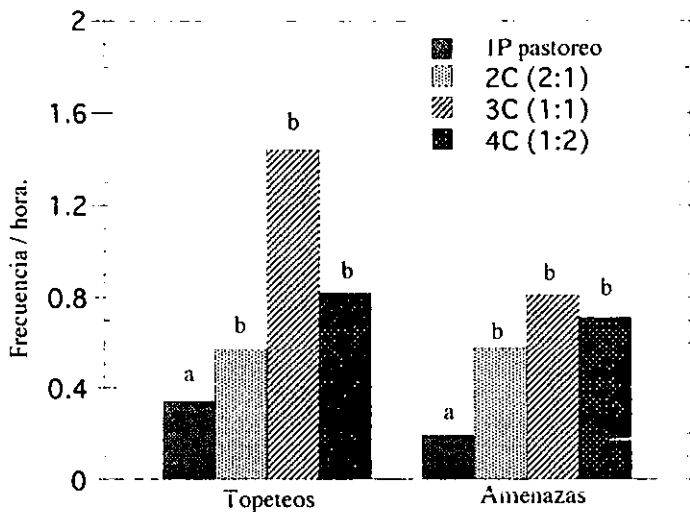 2
1.6
1.2
0.8
0.4
0
Frecuencia / hora.
1P pastoreo
2C (2:1)
3C (1:1)
4C (1:2)
a
b
b
b
a
b
b
b
Topeteos
Amenazas